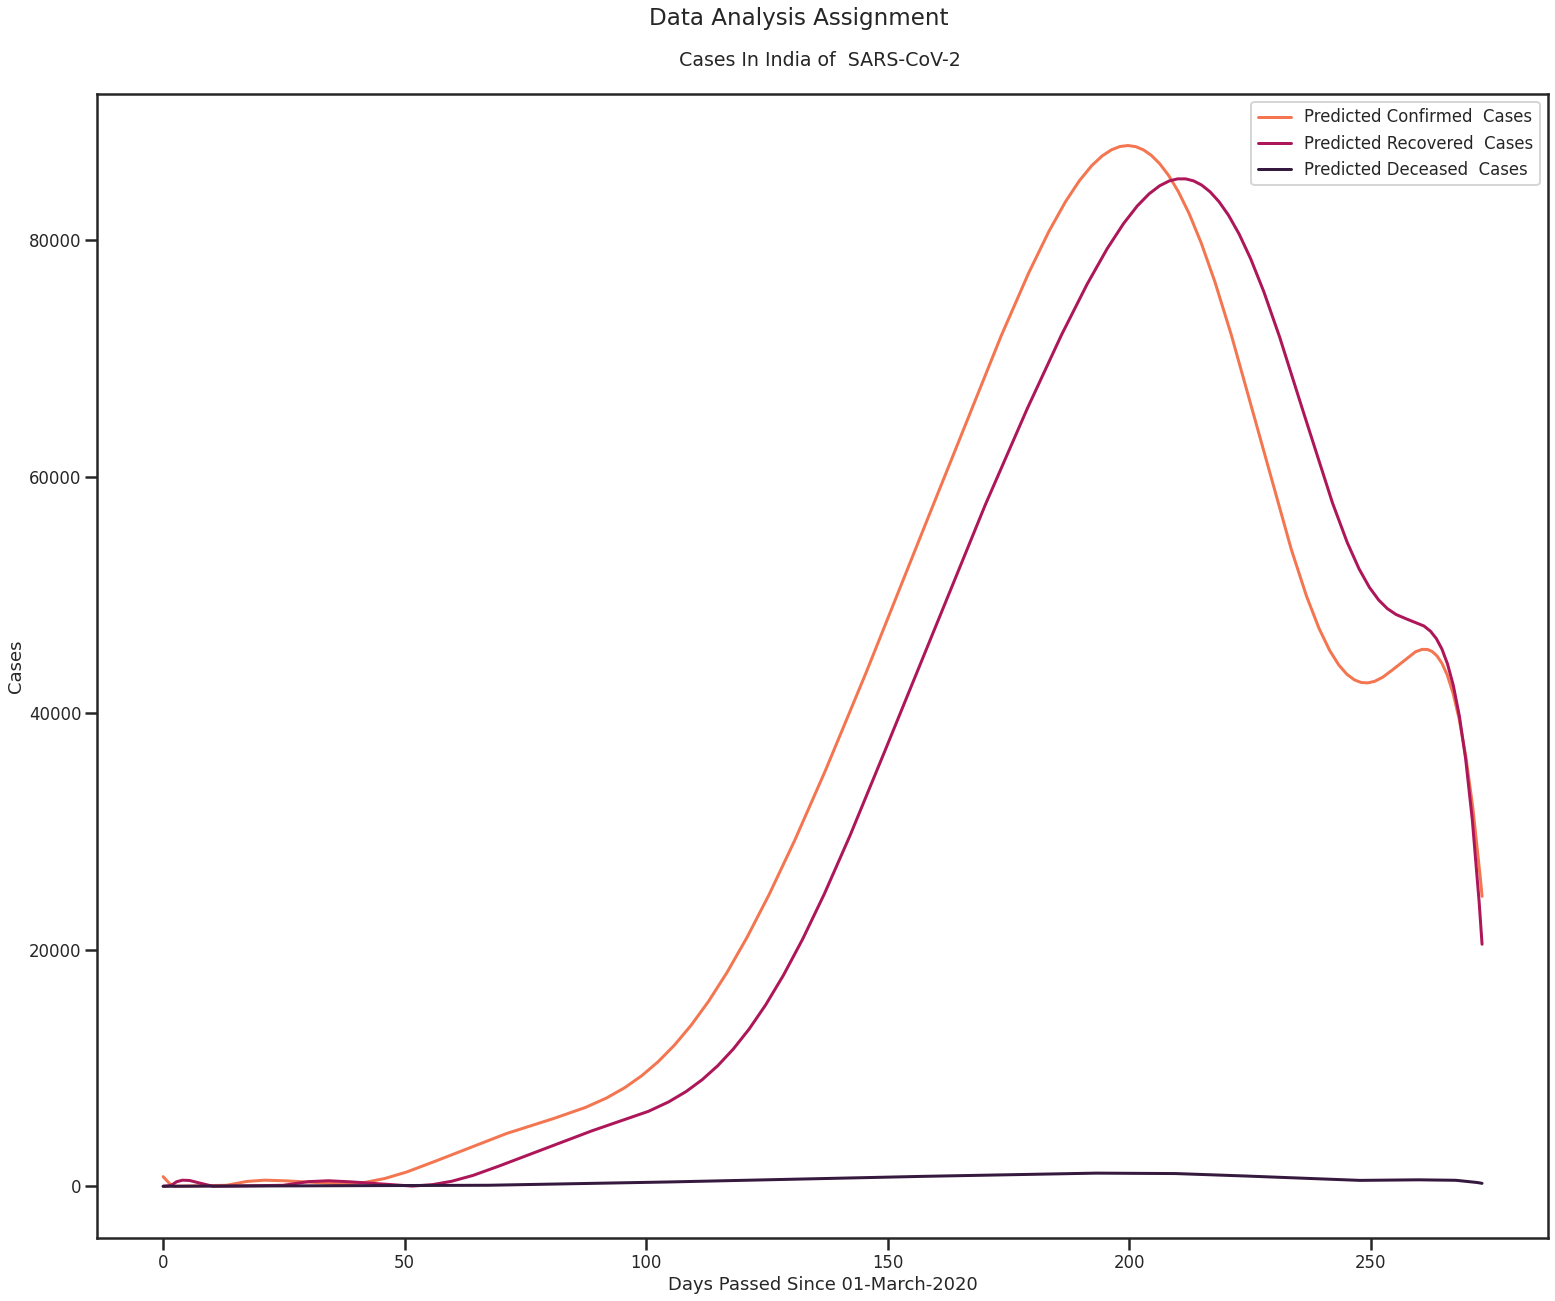 Data Analysis Assignment
Cases In India of  SARS-CoV-2
Predicted Confirmed  Cases
Predicted Recovered  Cases
Predicted Deceased  Cases
80000
60000
40000
20000
0
Cases
0 50 100 150 200 250
Days Passed Since 01-March-2020